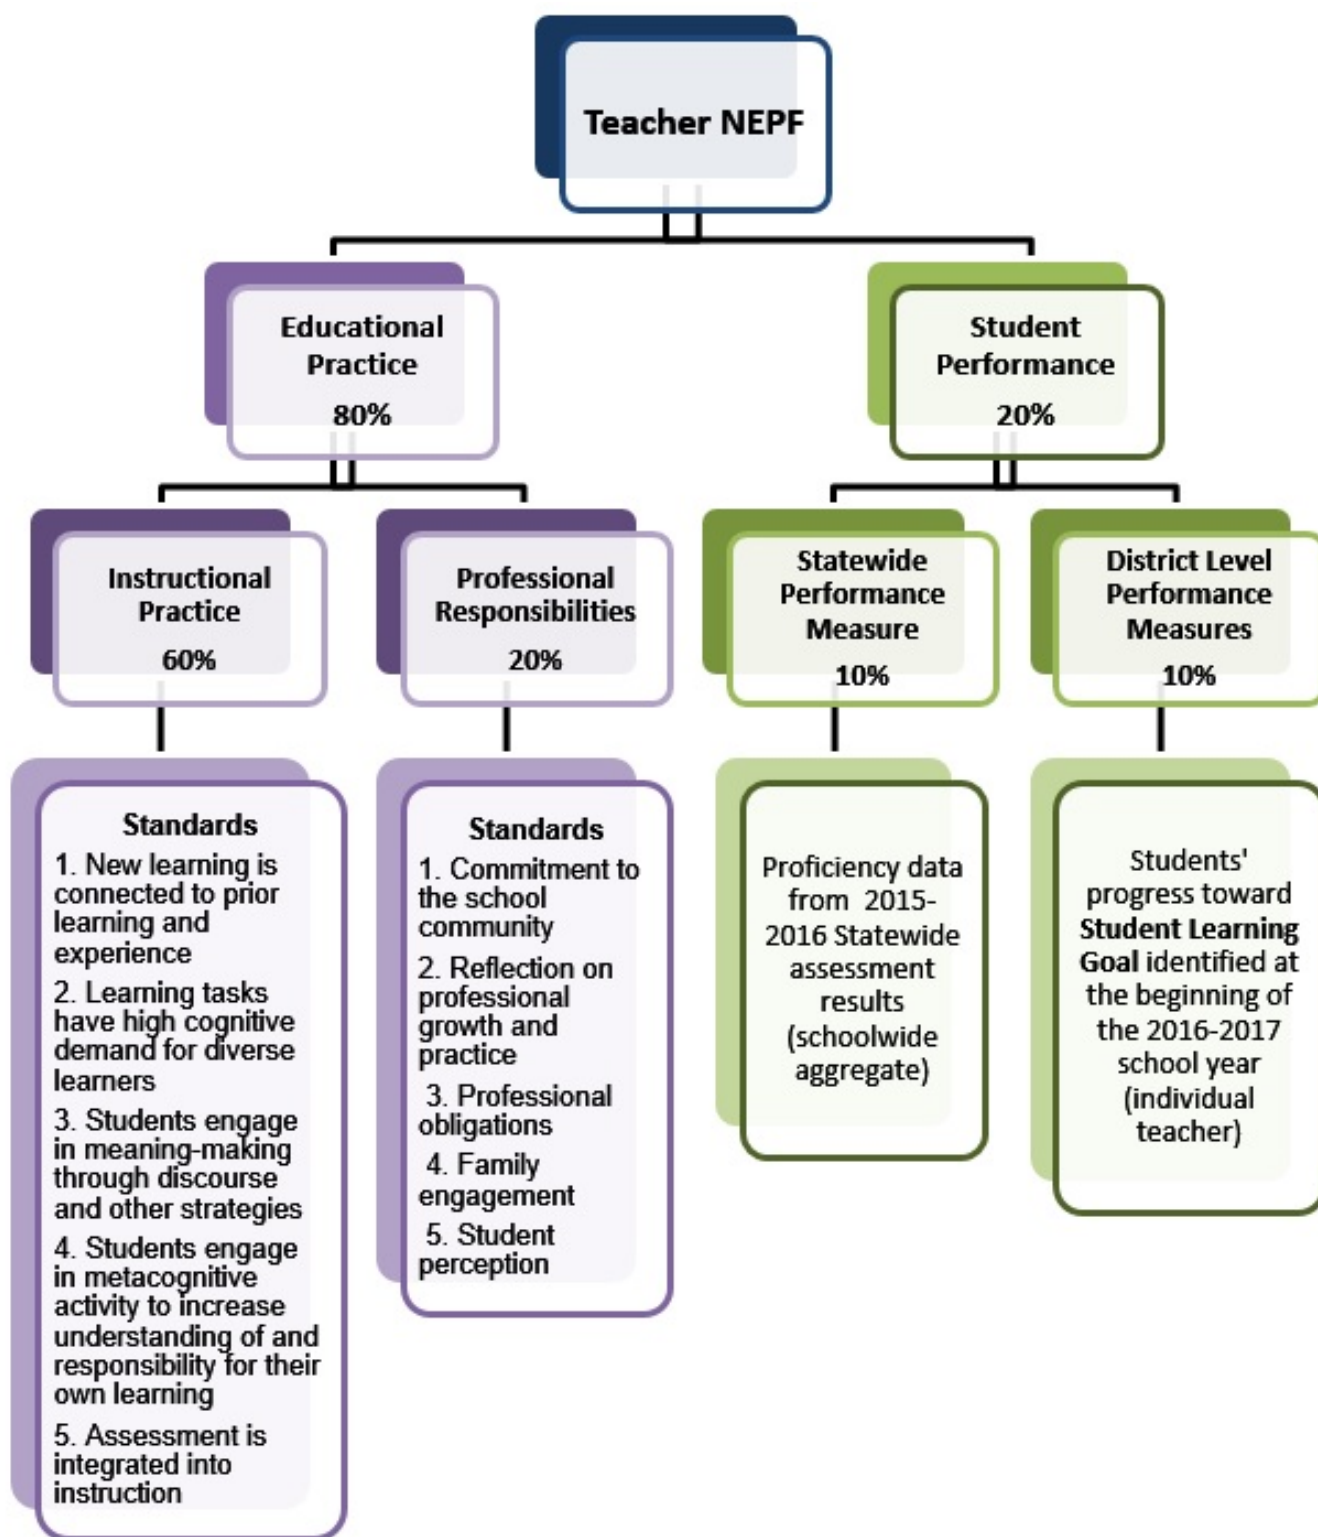 Teacher NEPF
Educational
Practice
80%
Student
Performance
20%
Instructional
Practice
60%
Professional
Responsibilities
20%
Statewide
Performance
Measure
10%
District Level
Performance
Measures
10%
Standards
1. New learning is
connected to prior
learning and
experience
2. Learning tasks
have high cognitive
demand for diverse
learners
3. Students engage
in meaning-making
through discourse
and other strategies
4. Students engage
in metacognitive
activity to increase
understanding of and
responsibility for their
own learning
5. Assessment is
integrated into
instruction
Standards
1. Commitment to
the school
community
2. Reflection on
professional
growth and
practice
3. Professional
obligations
4. Family
engagement
5. Student
perception
Proficiency data
from 2015-
2016 Statewide
assessment
results
(schoolwide
aggregate)
Students'
progress toward
Student Learning
Goal identified at
the beginning of
the 2016-2017
school year
(individual
teacher)